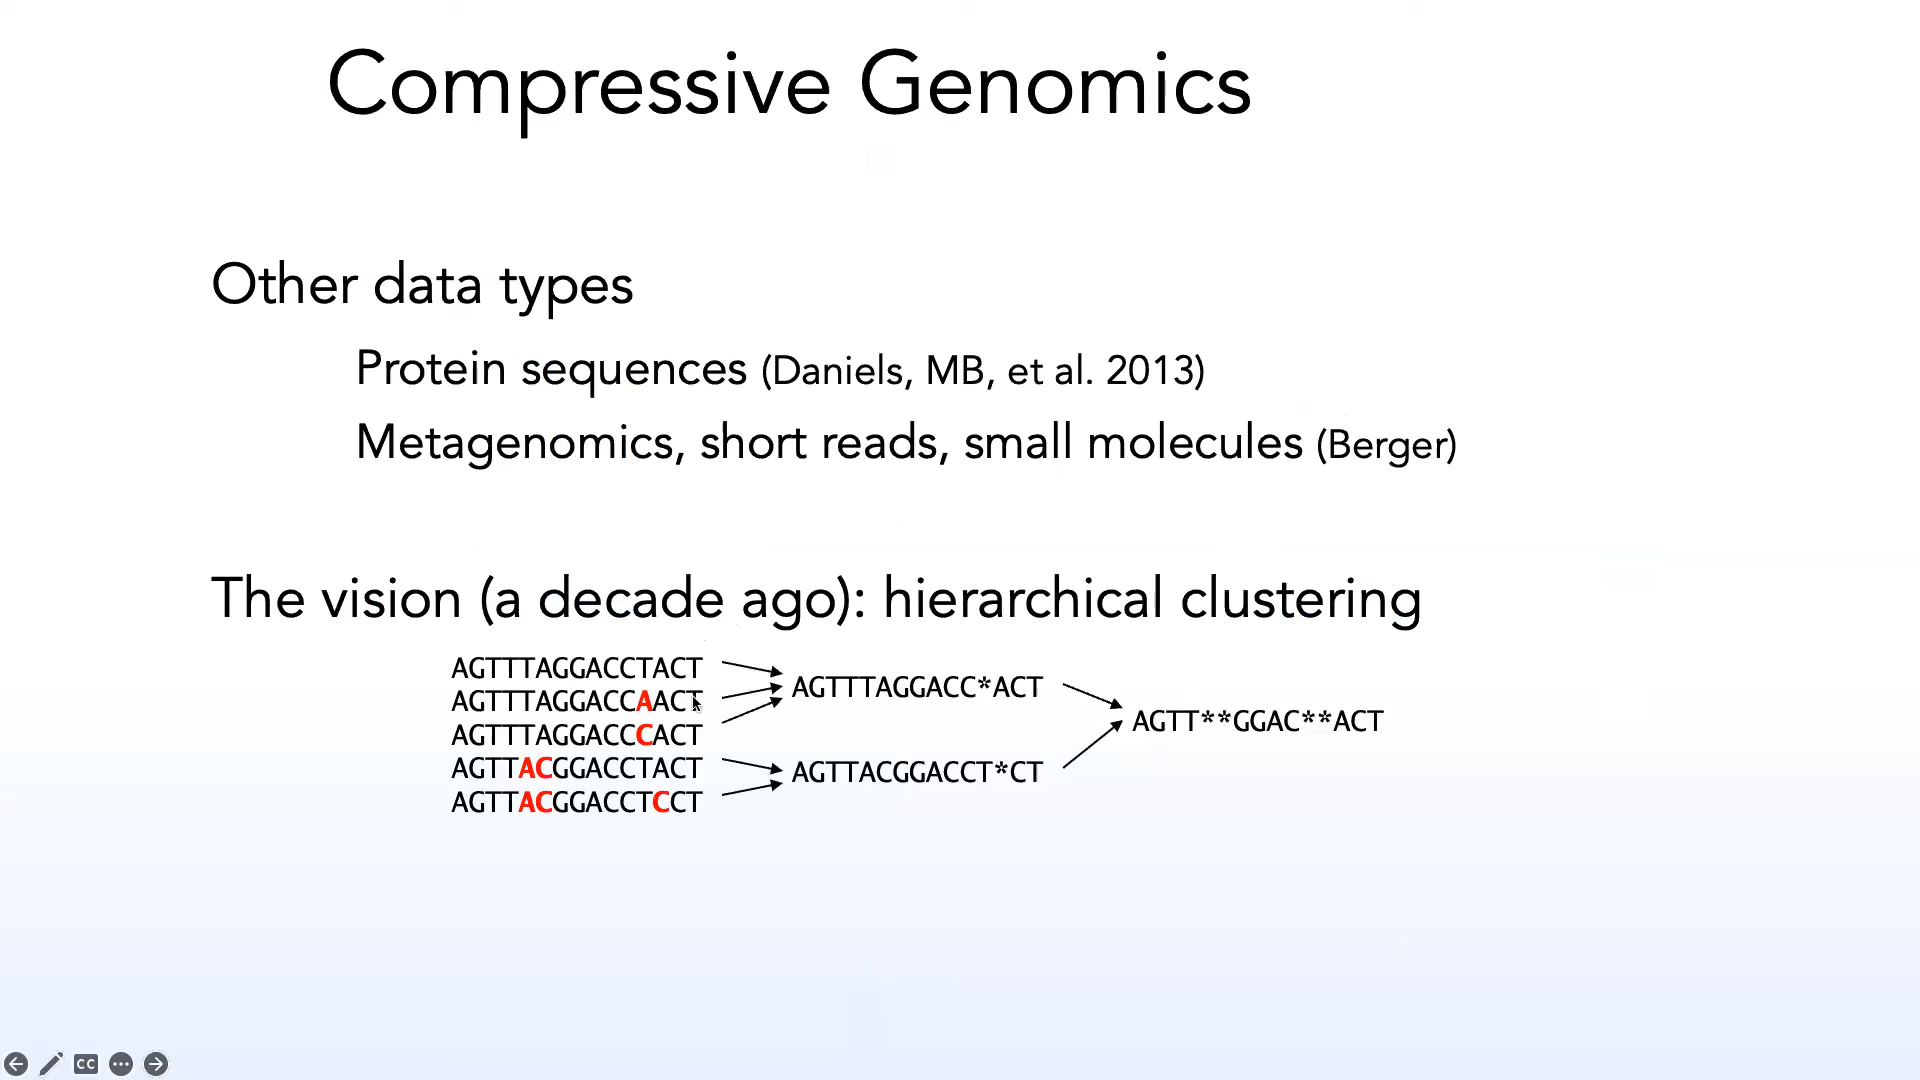 Compressive Genomics
Other data types
Protein sequences (Daniels, MB, et al. 2013)
Metagenomics, short reads, small molecules (Berger)
The vision (a decade ago): hierarchical clustering
AGTTTAGGACCTACT
AGTTTAGGACCAACT
AGTTTAGGACCCACT
AGTTACGGACCTACT
AGTTACGGACCTCCT
AGTTTAGGACC*ACT
AGTTACGGACCT*CT
AGTT**GGAC**ACT
CC